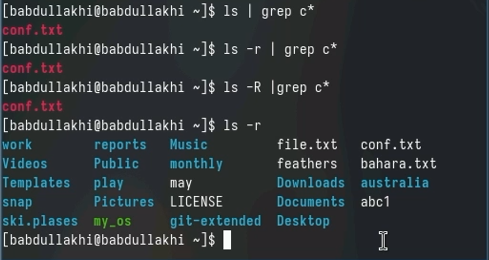 [babdullakhi@babdullakhi ~]$ ls | grep c*
conf.txt
[babdullakhi@babdullakhi ~]$ ls -r | grep c*
conf.txt
[babdullakhi@babdullakhi ~]$ ls -R |grep c*
conf.txt
[babdullakhi@babdullakhi ~]$ ls -r
work reports Music file.txt conf.txt
Videos Public monthly feathers bahara.txt
Templates play may Downloads australia
snap Pictures LICENSE Documents abc1
ski.plases my_os git-extended Desktop
[babdullakhi@babdullakhi ~]$